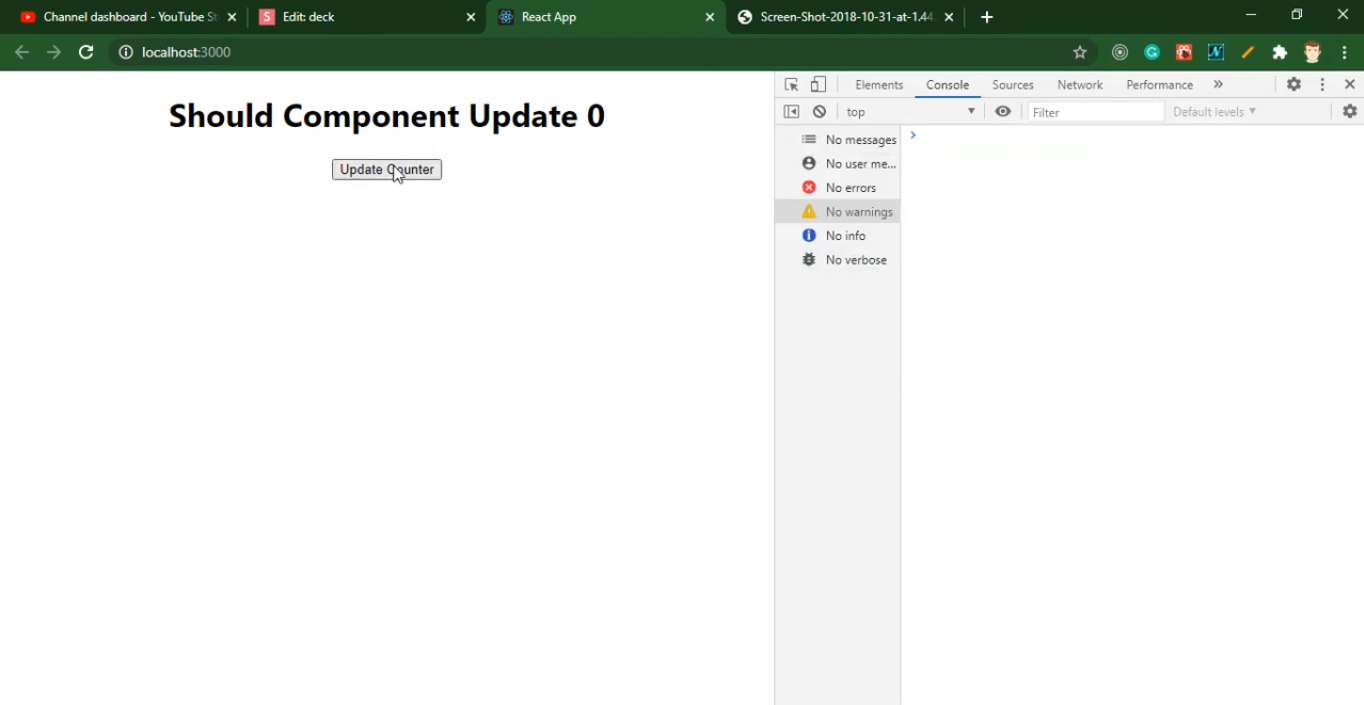 Channel dashboard - YouTube St
Edit: deck
React App
Screen-Shot-2018-10-31-at-1.44.
localhost:3000
Should Component Update 0
Update Counter
Elements
Console
Sources
Network
Performance
top
Filter
Default levels
No messages
No user me...
No errors
No warnings
No info
No verbose